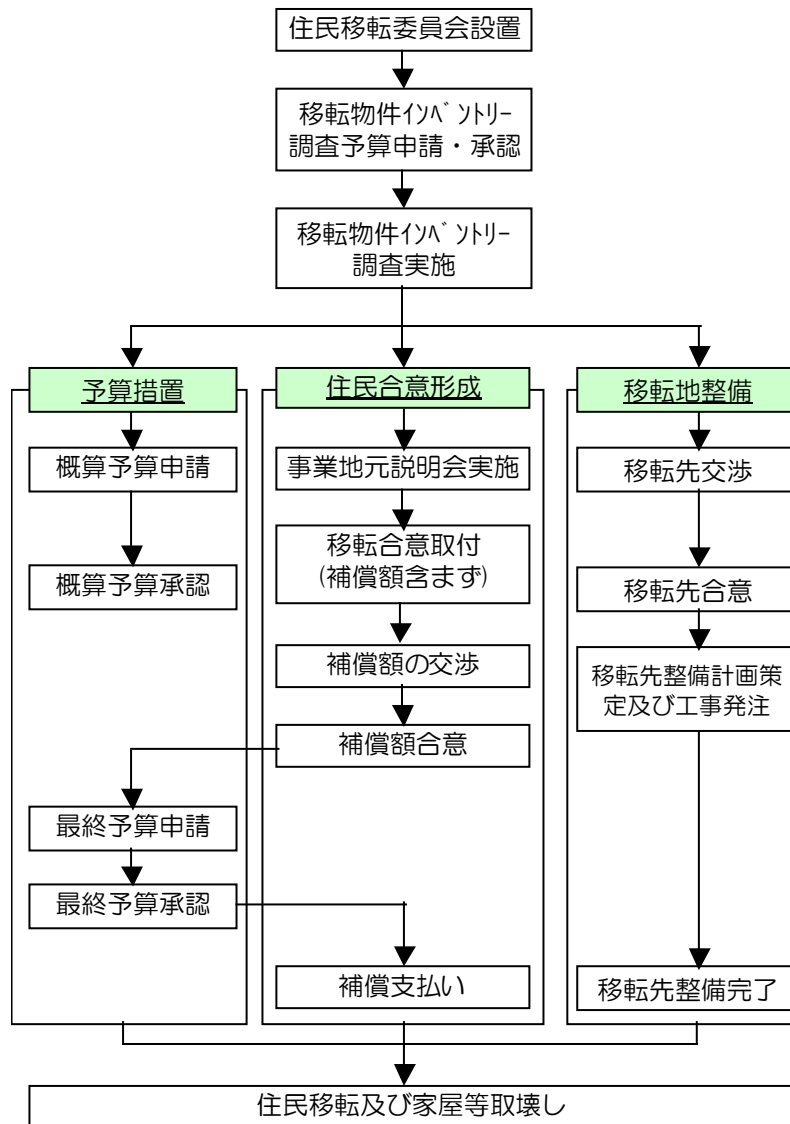 住民移転委員会設置
移転物件ｲﾝﾍﾞﾝﾄﾘｰ
調査予算申請・承認
移転物件ｲﾝﾍﾞﾝﾄﾘｰ
調査実施
予算措置
概算予算申請
概算予算承認
最終予算申請
最終予算承認
住民合意形成
事業地元説明会実施
移転合意取付
(補償額含まず)
補償額の交渉
補償額合意
補償支払い
移転地整備
移転先交渉
移転先合意
移転先整備計画策
定及び工事発注
移転先整備完了
住民移転及び家屋等取壊し